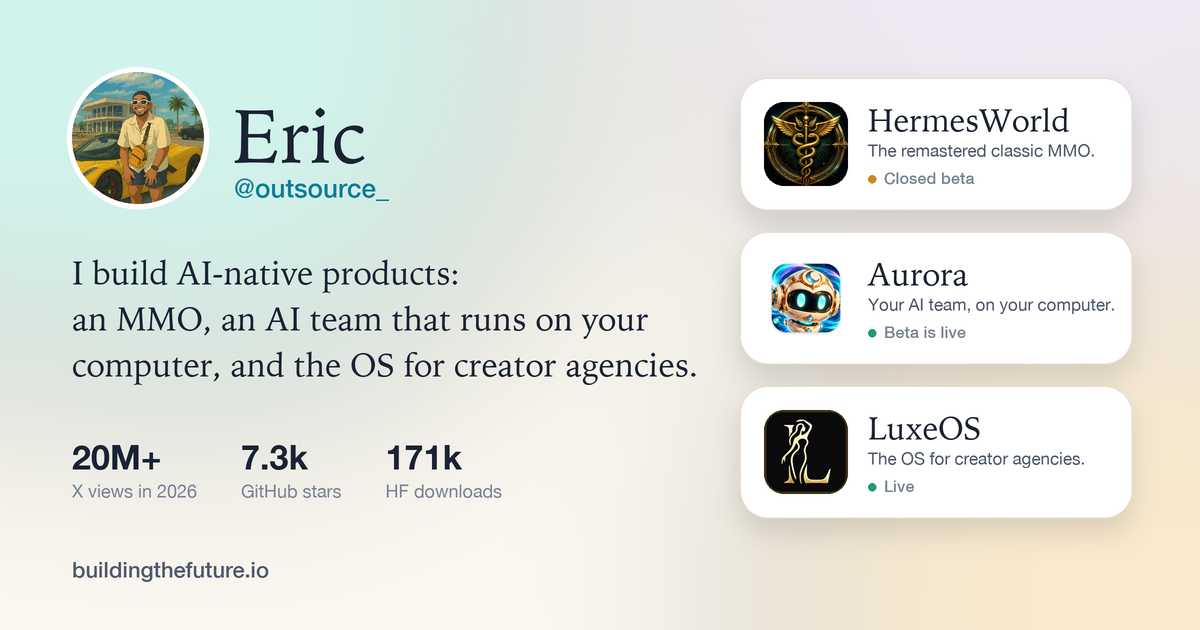 Eric
@outsource_
I build AI-native products:
an MMO, an AI team that runs on your
computer, and the OS for creator agencies.
20M+
X views in 2026
7.3k
GitHub stars
171k
HF downloads
buildingthefuture.io
HermesWorld
The remastered classic MMO.
Closed beta
Aurora
Your AI team, on your computer.
Beta is live
L
LuxeOS
The OS for creator agencies.
Live